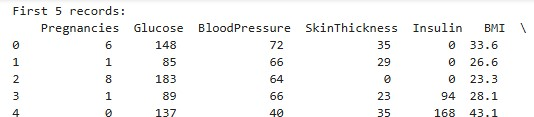 First 5 records:
   Pregnancies  Glucose  BloodPressure  SkinThickness  Insulin   BMI  \
0            6      148             72             35        0  33.6
1            1       85             66             29        0  26.6
2            8      183             64              0        0  23.3
3            1       89             66             23       94  28.1
4            0      137             40             35      168  43.1